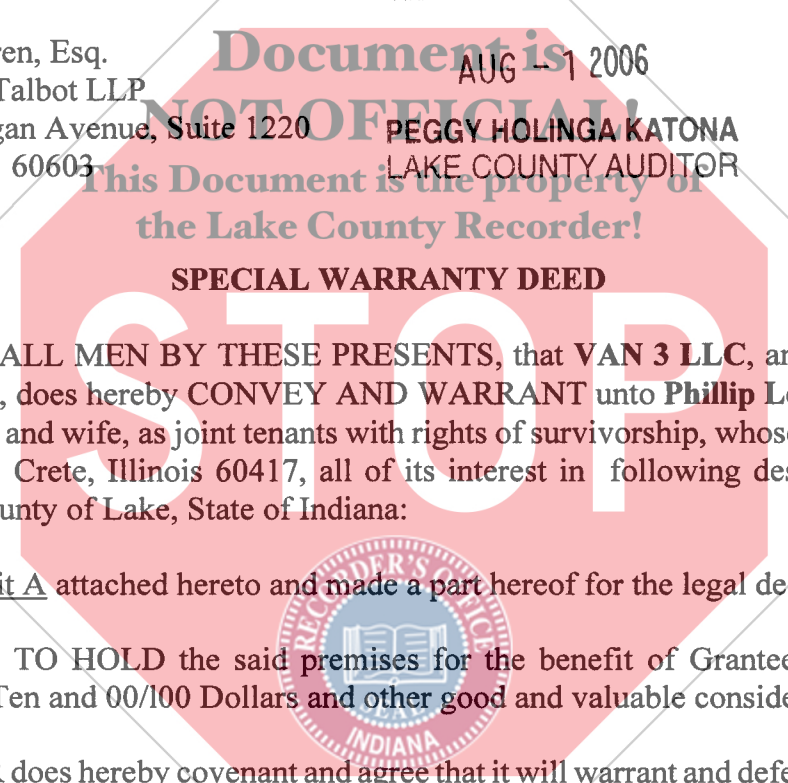 Document is
ren, Esq.
AUG - 1 2006
Talbot LLP
NOT OFFICIAL!
gan Avenue, Suite 1220
PEGGY HOLINGA KATONA
60603
LAKE COUNTY AUDITOR
This Document is the property of
the Lake County Recorder!
SPECIAL WARRANTY DEED
STOP
ALL MEN BY THESE PRESENTS, that VAN 3 LLC, an
, does hereby CONVEY AND WARRANT unto Phillip Le
and wife, as joint tenants with rights of survivorship, whose
Crete, Illinois 60417, all of its interest in following des
unty of Lake, State of Indiana:
it A attached hereto and made a part hereof for the legal de
RECORDER'S OFFICE
SEAL
INDIANA
TO HOLD the said premises for the benefit of Grantee
Ten and 00/100 Dollars and other good and valuable conside
does hereby covenant and agree that it will warrant and defe